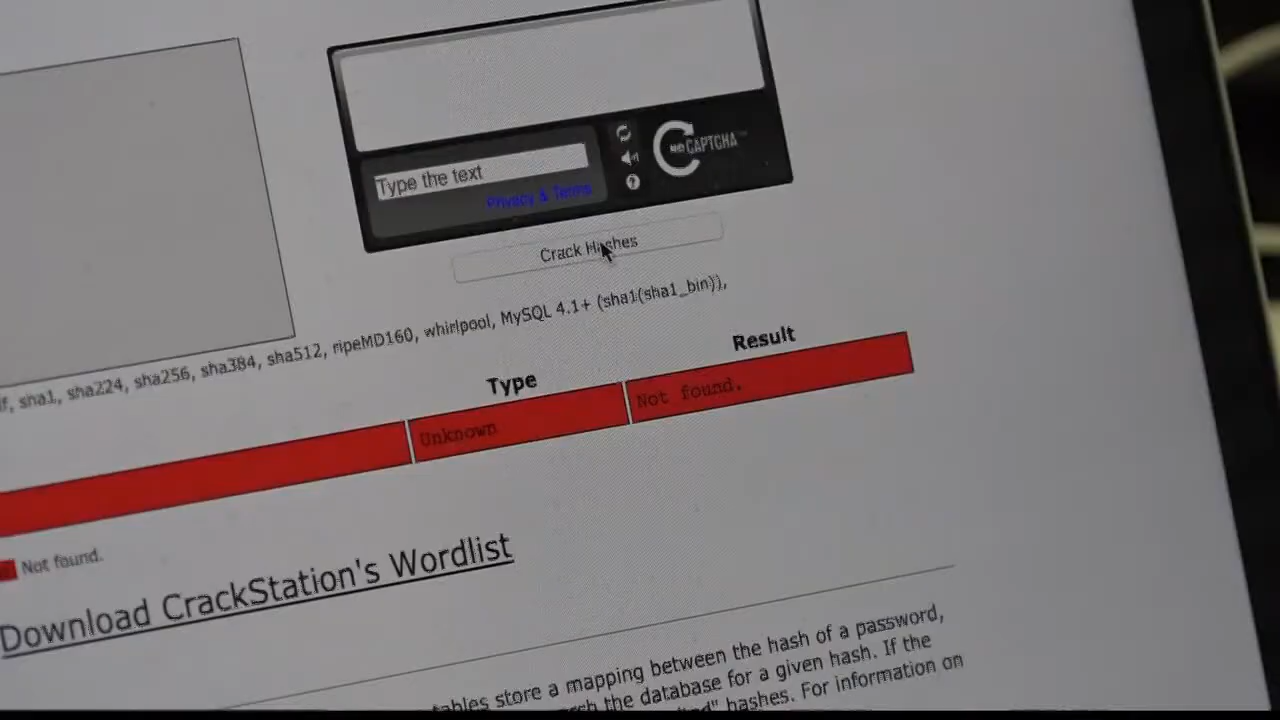 Type the text
Privacy & Terms
CAPTCHA
Crack Hashes
sha1, sha224, sha256, sha384, sha512, ripeMD160, whirlpool, MySQL 4.1+ (sha1(sha1_bin)),
Type
Result
Unknown
Not found.
Not found.
Download CrackStation's Wordlist
tables store a mapping between the hash of a password,
the database for a given hash. If the
hashes. For information on